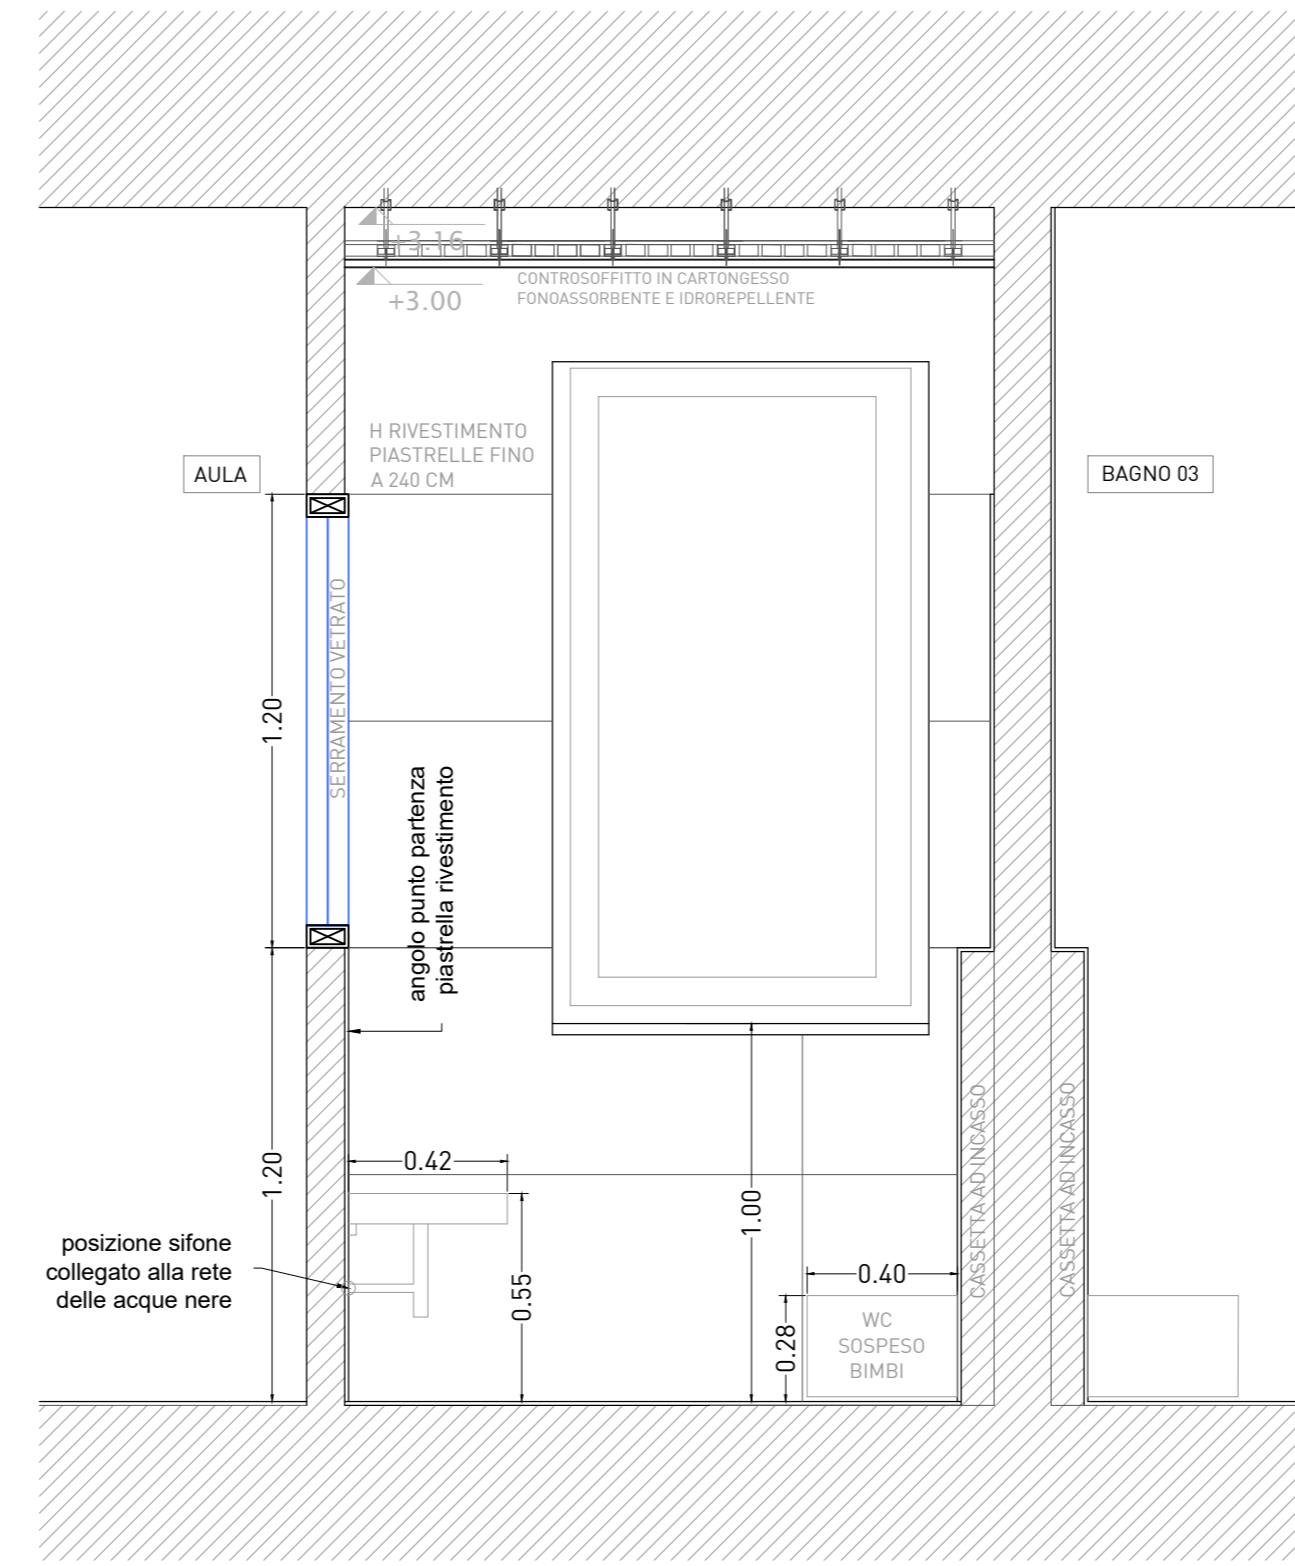 +3.16
+3.00
CONTROSOFFITTO IN CARTONGESSO
FONOASSORBENTE E IDROREPELLENTE
H RIVESTIMENTO
PIASTRELLE FINO
A 240 CM
AULA
BAGNO 03
SERRAMENTO VETRATO
1.20
angolo punto partenza
piastrella rivestimento
1.20
0.42
posizione sifone
collegato alla rete
delle acque nere
0.55
1.00
0.40
0.28
WC
SOSPESO
BIMBI
CASSETTA AD INCASSO
CASSETTA AD INCASSO